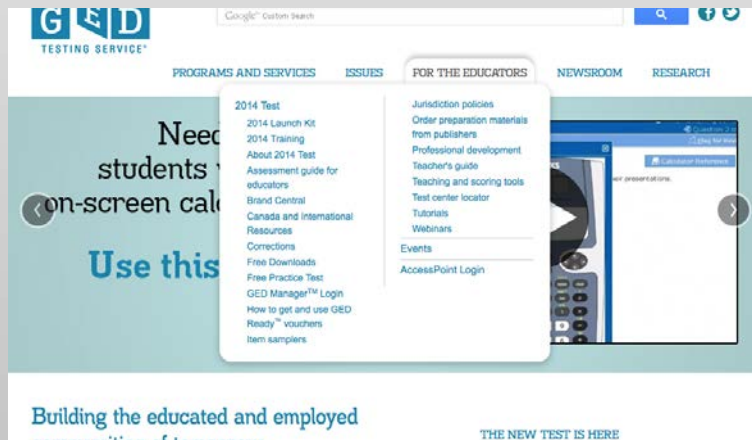 GED
TESTING SERVICE®
Google™ Custom Search
PROGRAMS AND SERVICES ISSUES FOR THE EDUCATORS NEWSROOM RESEARCH
2014 Test
2014 Launch Kit
2014 Training
About 2014 Test
Assessment guide for
educators
Brand Central
Canada and International
Resources
Corrections
Free Downloads
Free Practice Test
GED Manager™ Login
How to get and use GED
Ready™ vouchers
Item samplers
Jurisdiction policies
Order preparation materials
from publishers
Professional development
Teacher's guide
Teaching and scoring tools
Test center locator
Tutorials
Webinars
Events
AccessPoint Login
Need
students
on-screen
Use this
Question 2
Calculator Reference
presentations.
Building the educated and employed
THE NEW TEST IS HERE